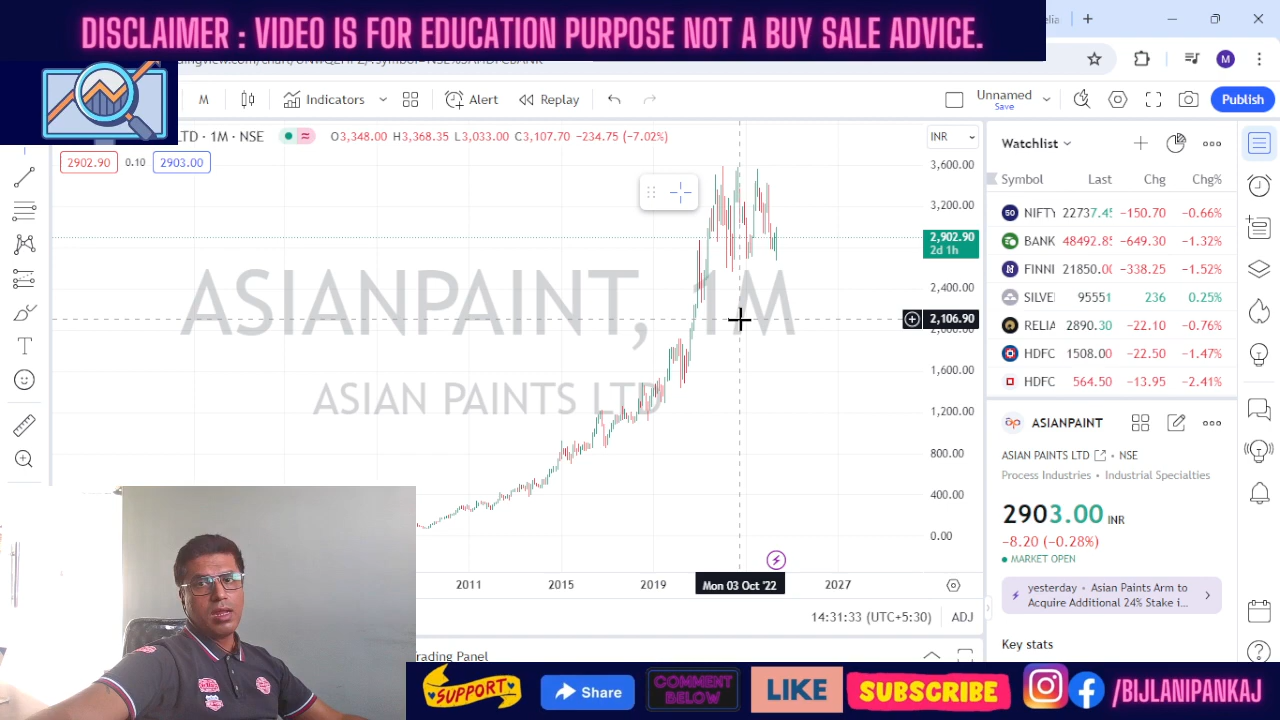 DISCLAIMER : VIDEO IS FOR EDUCATION PURPOSE NOT A BUY SALE ADVICE.
M Indicators Alert Replay Unnamed Save Publish
LTD · 1M · NSE O3,348.00 H3,368.35 L3,033.00 C3,107.70 −234.75 (−7.02%) INR
2902.90 0.10 2903.00
3,600.00
3,200.00
2,902.90
2d 1h
2,400.00
2,106.90
1,600.00
1,200.00
800.00
400.00
0.00
ASIANPAINT, 1M
ASIAN PAINTS LTD
2011 2015 2019 Mon 03 Oct '22 2027
14:31:33 (UTC+5:30) ADJ
rading Panel
Watchlist
Symbol Last Chg Chg%
NIFTY 22737.45 −150.70 −0.66%
BANK 48492.85 −649.30 −1.32%
FINNI 21850.00 −338.25 −1.52%
SILVE 95551 236 0.25%
RELIA 2890.30 −22.10 −0.76%
HDFC 1508.00 −22.50 −1.47%
HDFC 564.50 −13.95 −2.41%
ap ASIANPAINT
ASIAN PAINTS LTD • NSE
Process Industries • Industrial Specialties
2903.00 INR
−8.20 (−0.28%)
MARKET OPEN
yesterday • Asian Paints Arm to
Acquire Additional 24% Stake i...
Key stats
SUPPORT Share COMMENT BELOW LIKE SUBSCRIBE @IJLANIPANKAJ